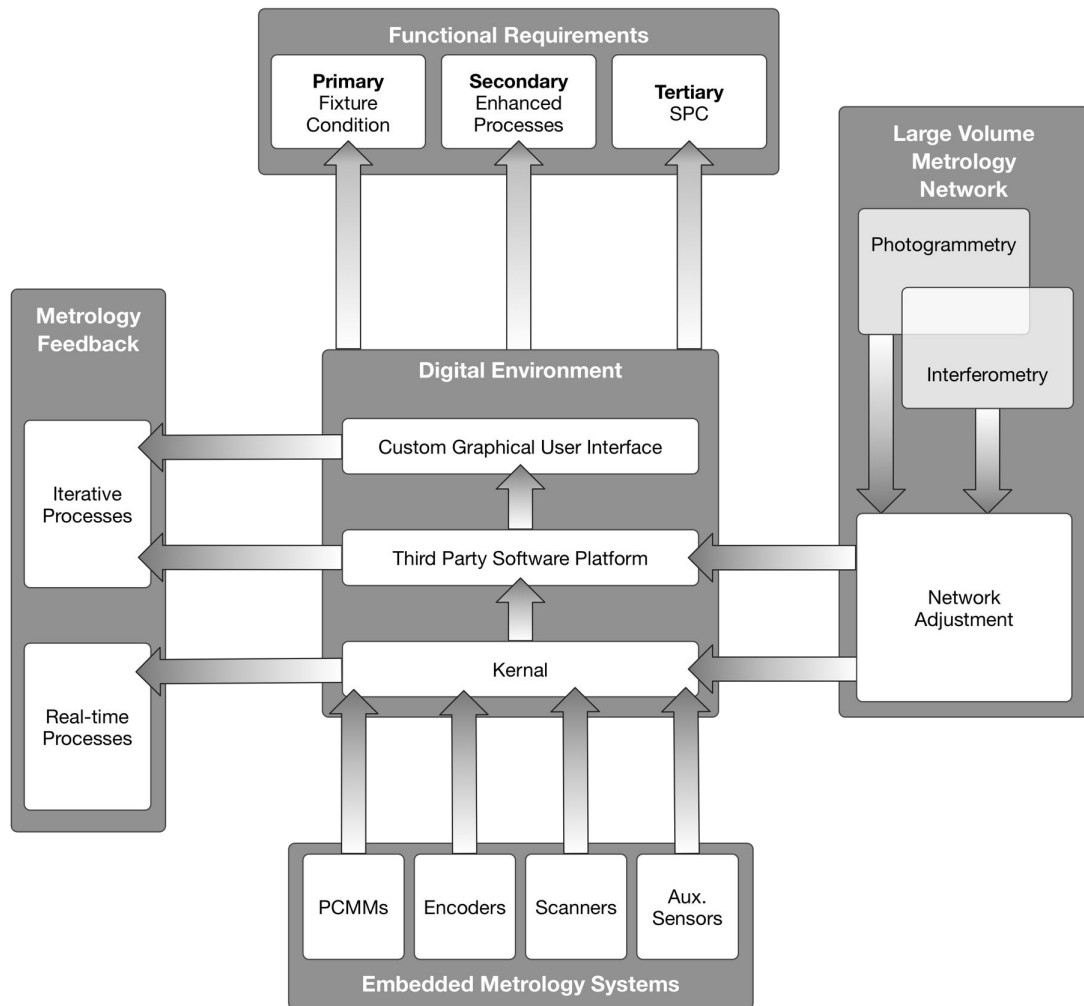 Functional Requirements
Primary
Fixture
Condition
Secondary
Enhanced
Processes
Tertiary
SPC
Large Volume
Metrology
Network
Photogrammetry
Interferometry
Network
Adjustment
Metrology
Feedback
Iterative
Processes
Real-time
Processes
Digital Environment
Custom Graphical User Interface
Third Party Software Platform
Kernal
PCMMs
Encoders
Scanners
Aux.
Sensors
Embedded Metrology Systems